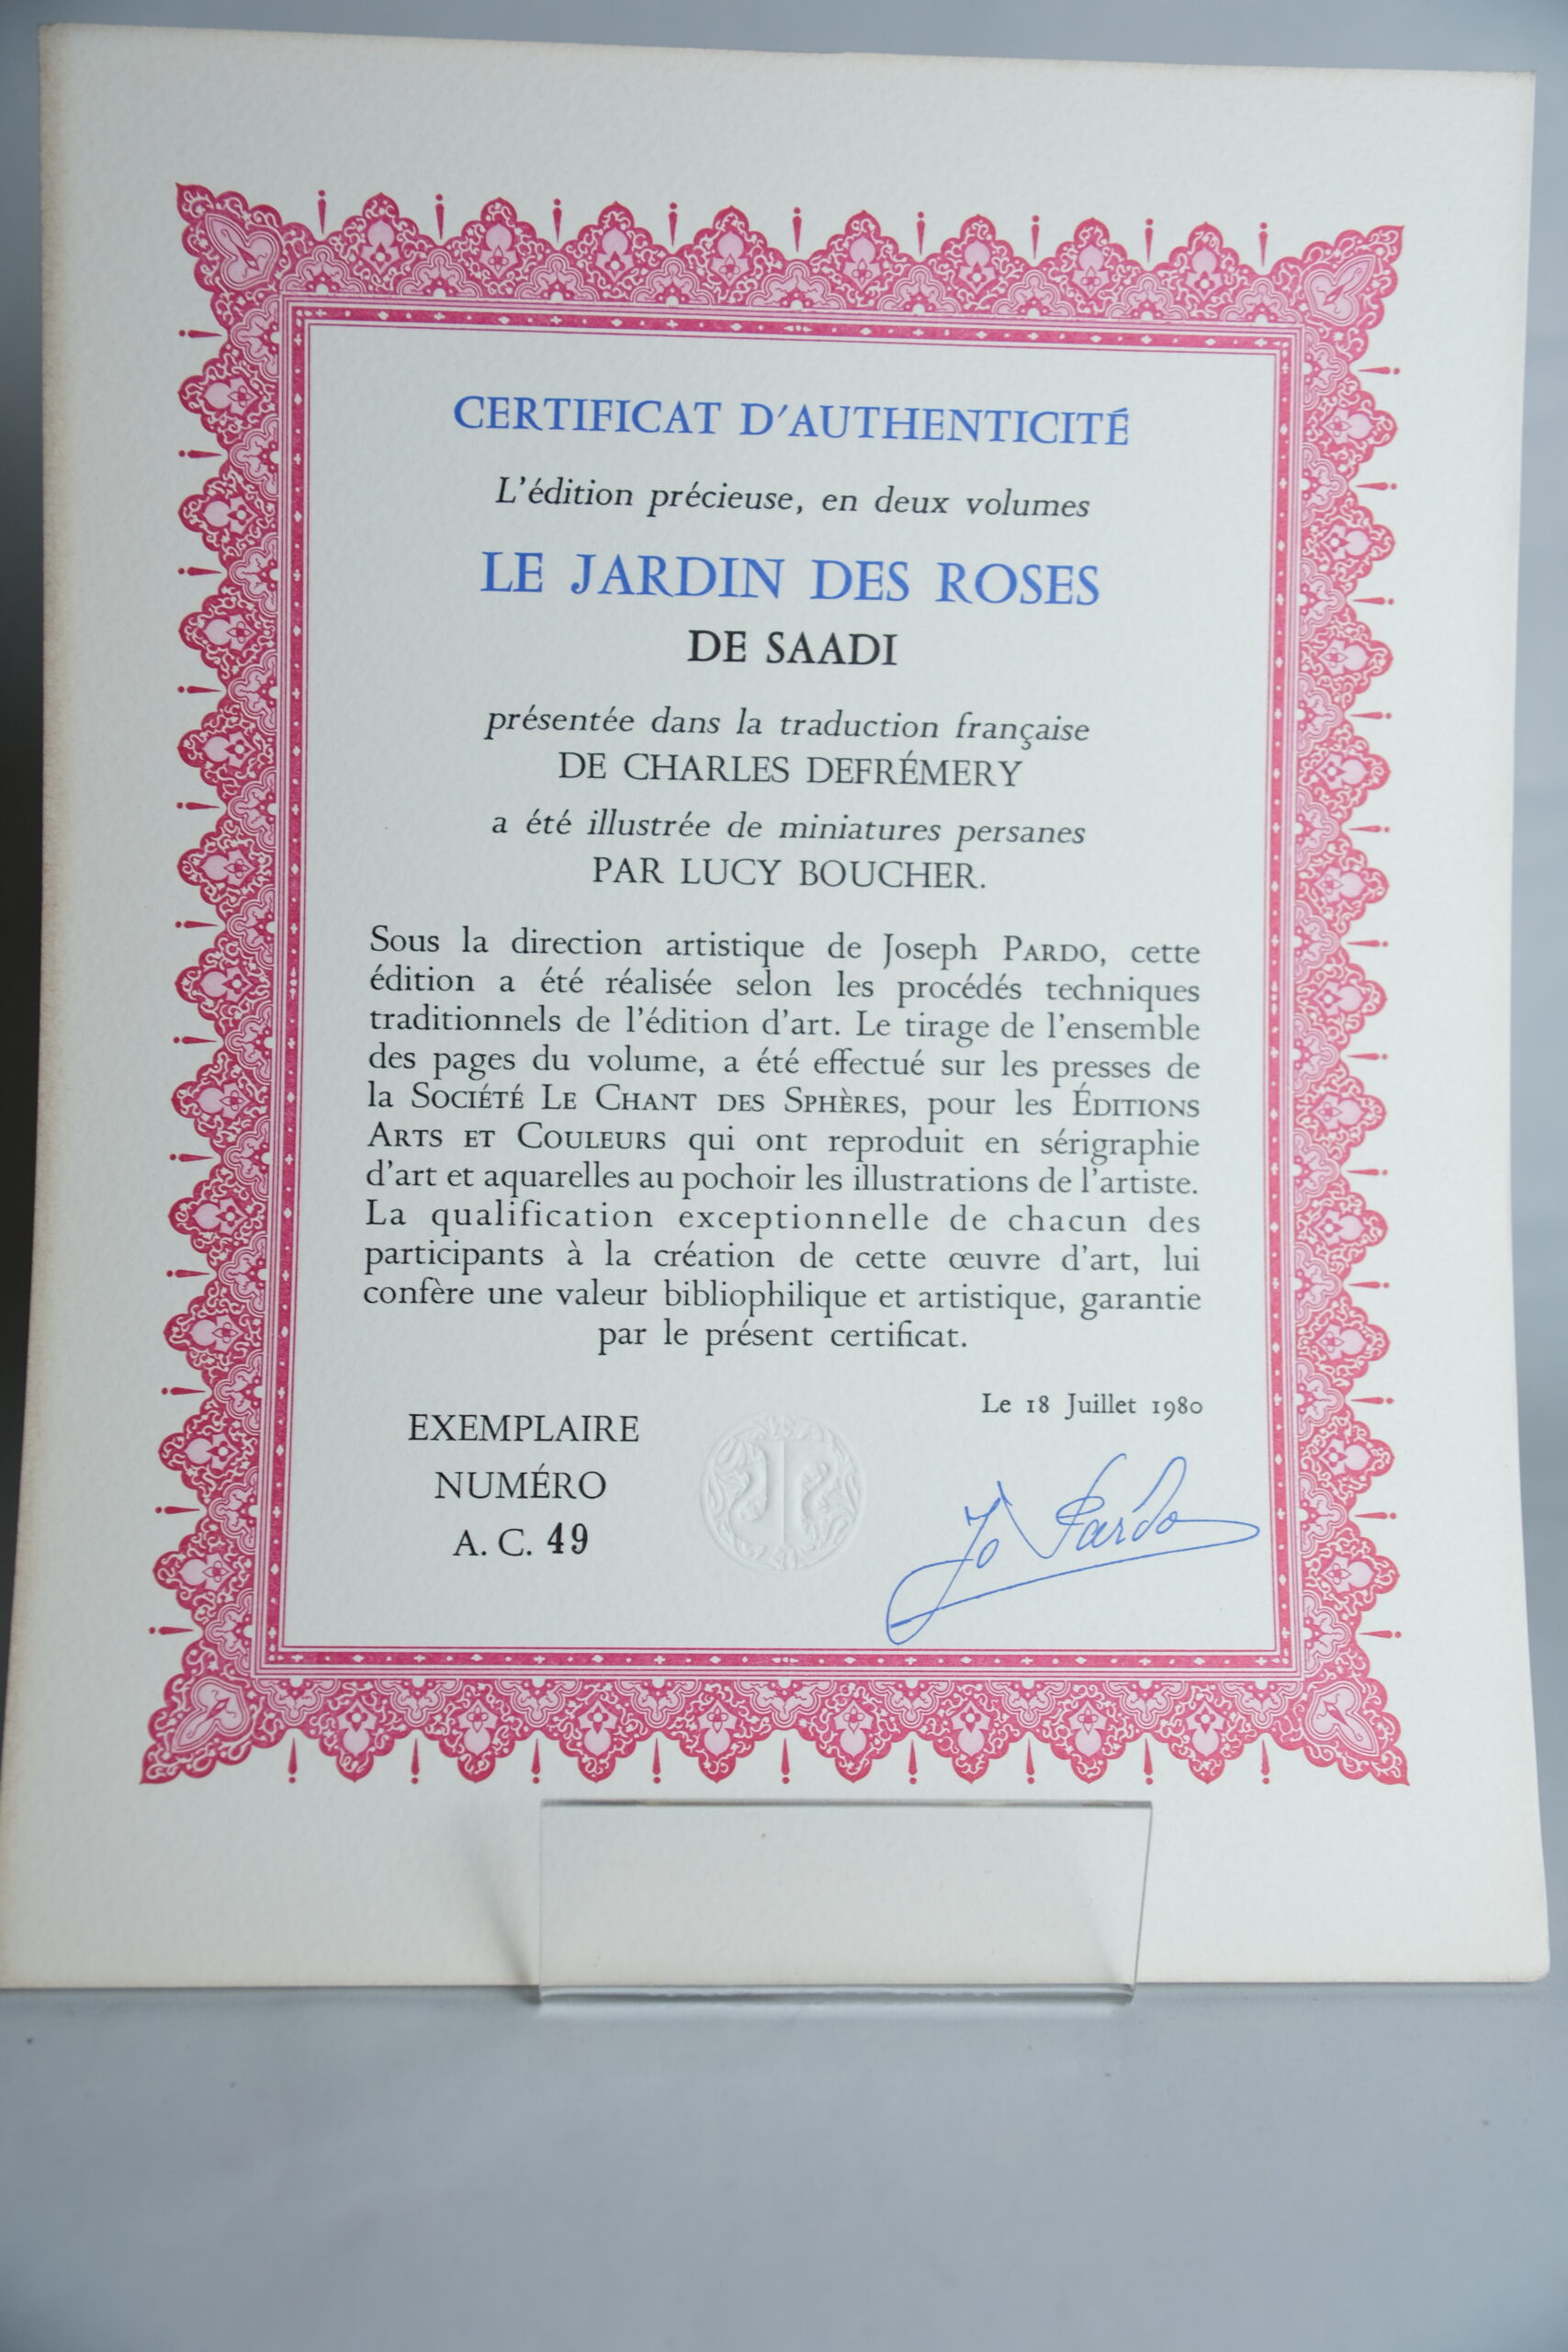 CERTIFICAT D'AUTHENTICITÉ
L'édition précieuse, en deux volumes
LE JARDIN DES ROSES
DE SAADI
présentée dans la traduction française
DE CHARLES DEFRÉMERY
a été illustrée de miniatures persanes
PAR LUCY BOUCHER.
Sous la direction artistique de Joseph PARDO, cette
édition a été réalisée selon les procédés techniques
traditionnels de l'édition d'art. Le tirage de l'ensemble
des pages du volume, a été effectué sur les presses de
la SOCIÉTÉ LE CHANT DES SPHÈRES, pour les ÉDITIONS
ARTS ET COULEURS qui ont reproduit en sérigraphie
d'art et aquarelles au pochoir les illustrations de l'artiste.
La qualification exceptionnelle de chacun des
participants à la création de cette œuvre d'art, lui
confère une valeur bibliophilique et artistique, garantie
par le présent certificat.
Le 18 Juillet 1980
EXEMPLAIRE
NUMÉRO
A. C. 49
Jo Pardo